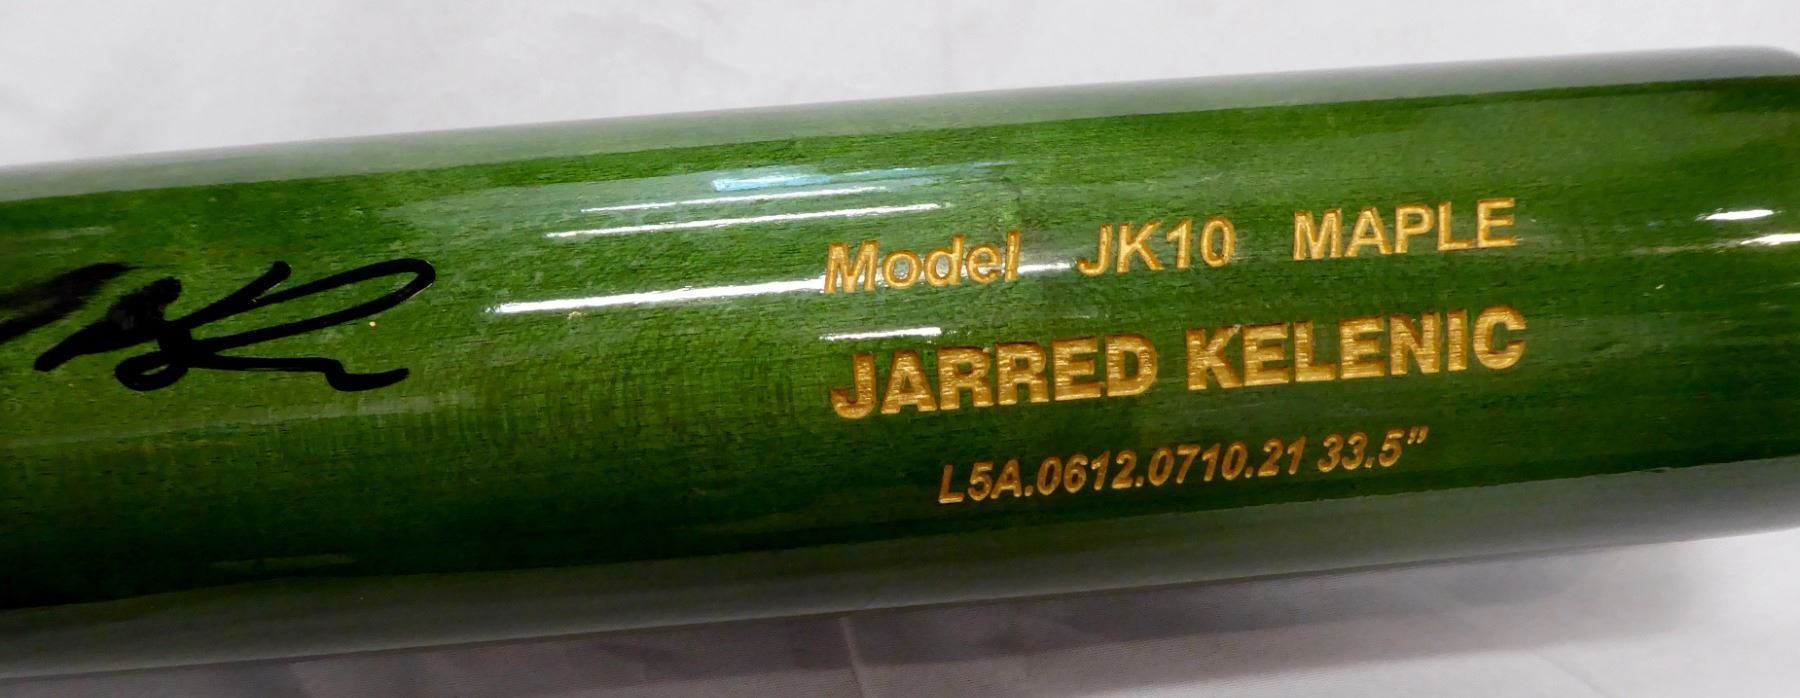 Model JK10 MAPLE
JARRED KELENIC
L5A.0612.0710.21 33.5”